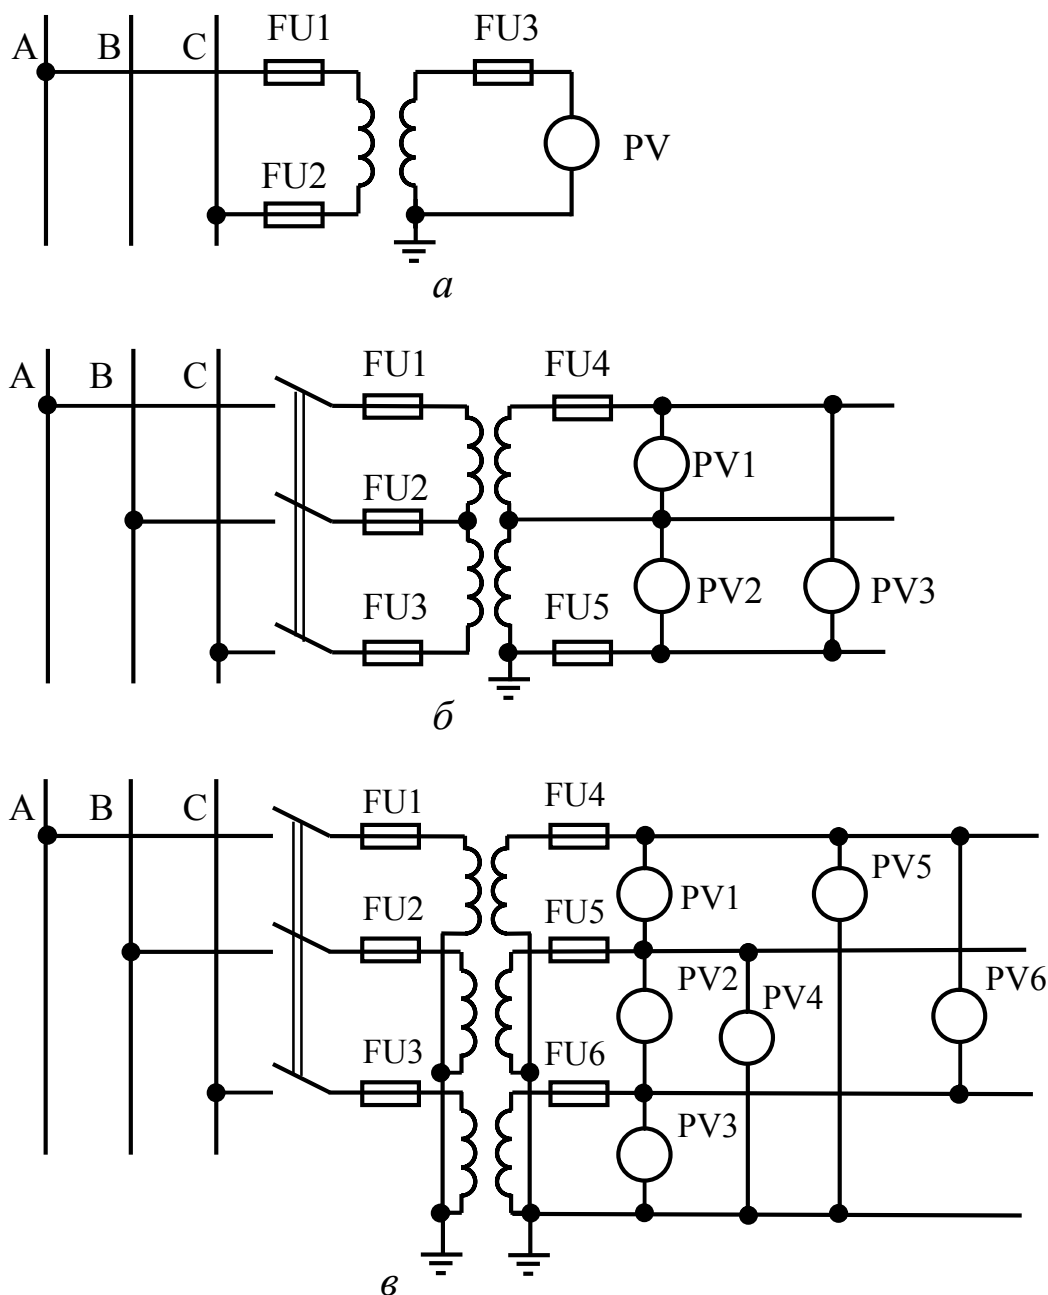 A B C FU1 FU3
FU2 PV
а
A B C FU1 FU4
PV1
FU2
FU3 FU5 PV2 PV3
б
A B C FU1 FU4
PV1 PV5
FU2 FU5
PV2 PV4 PV6
FU3 FU6
PV3
в